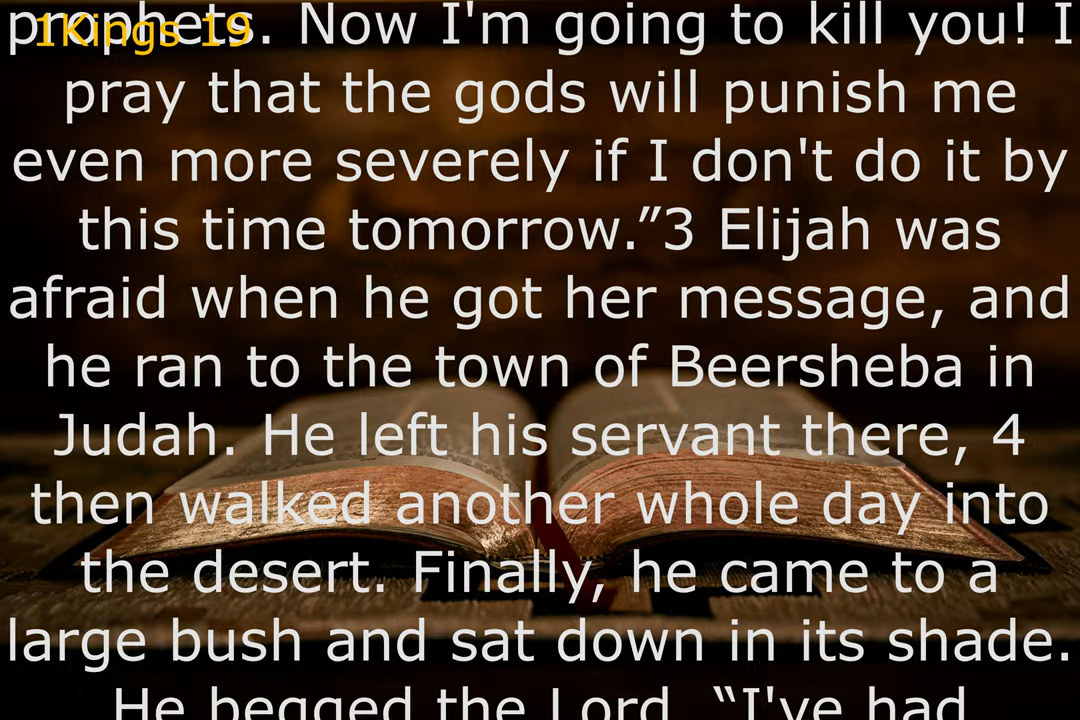 1Kings 19
prophets. Now I'm going to kill you! I
pray that the gods will punish me
even more severely if I don't do it by
this time tomorrow.”3 Elijah was
afraid when he got her message, and
he ran to the town of Beersheba in
Judah. He left his servant there, 4
then walked another whole day into
the desert. Finally, he came to a
large bush and sat down in its shade.
He begged the Lord, “I've had